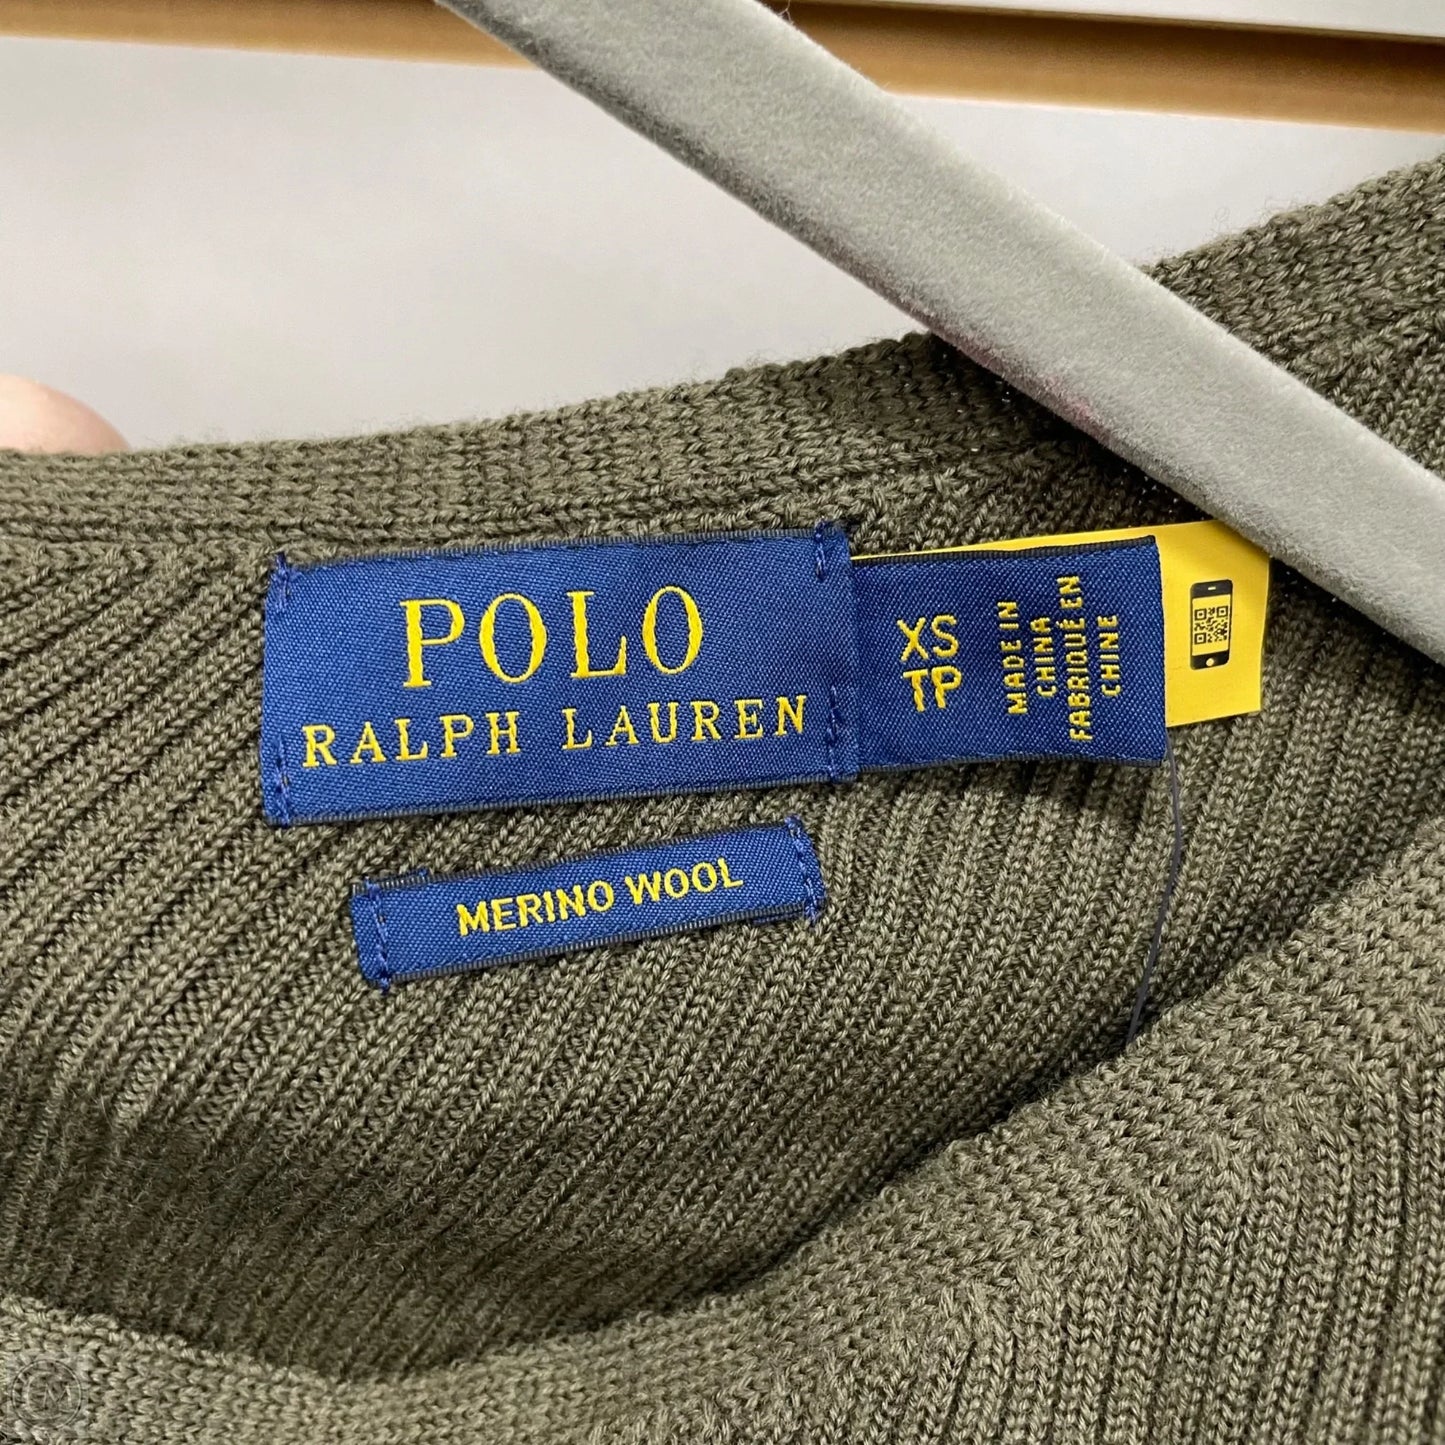 POLO
RALPH LAUREN
XS
TP
MADE IN
CHINA
FABRIQUÉ EN
CHINE
MERINO WOOL
M